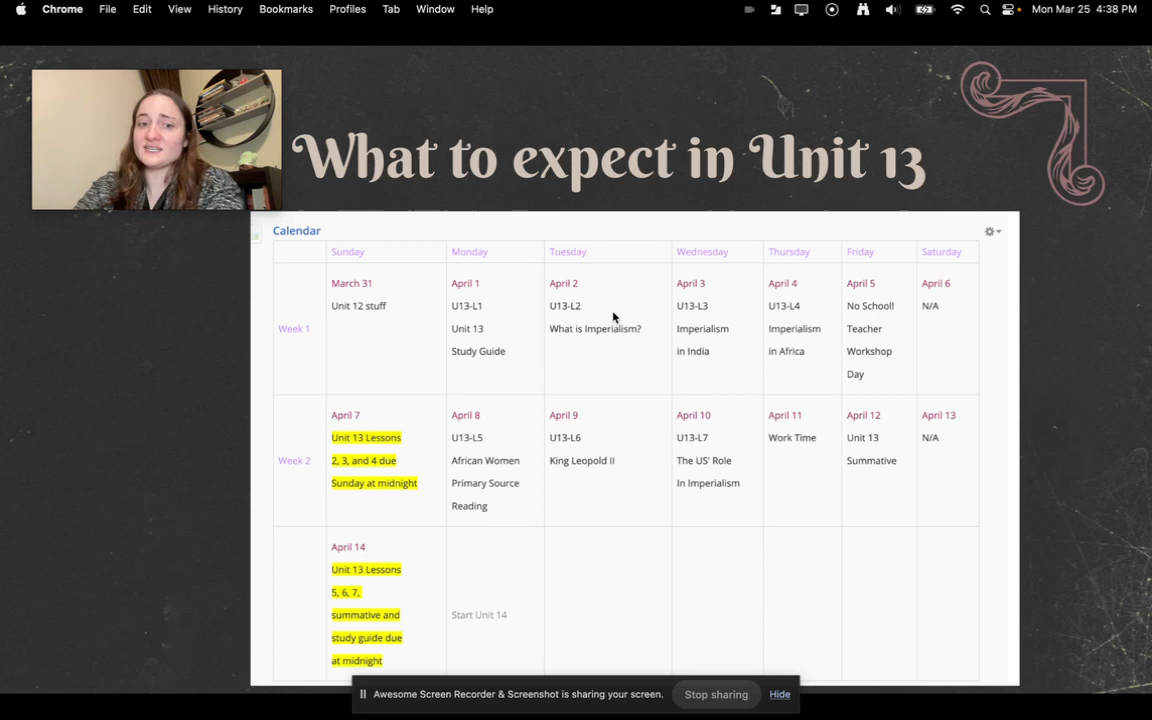 Chrome File Edit View History Bookmarks Profiles Tab Window Help Mon Mar 25 4:38 PM
What to expect in Unit 13
Calendar
Sunday Monday Tuesday Wednesday Thursday Friday Saturday
Week 1
March 31
Unit 12 stuff
April 1
U13-L1
Unit 13
Study Guide
April 2
U13-L2
What is Imperialism?
April 3
U13-L3
Imperialism
in India
April 4
U13-L4
Imperialism
in Africa
April 5
No School!
Teacher
Workshop
Day
April 6
N/A
Week 2
April 7
Unit 13 Lessons
2, 3, and 4 due
Sunday at midnight
April 8
U13-L5
African Women
Primary Source
Reading
April 9
U13-L6
King Leopold II
April 10
U13-L7
The US' Role
In Imperialism
April 11
Work Time
April 12
Unit 13
Summative
April 13
N/A
April 14
Unit 13 Lessons
5, 6, 7,
summative and
study guide due
at midnight
Start Unit 14
Awesome Screen Recorder & Screenshot is sharing your screen. Stop sharing Hide